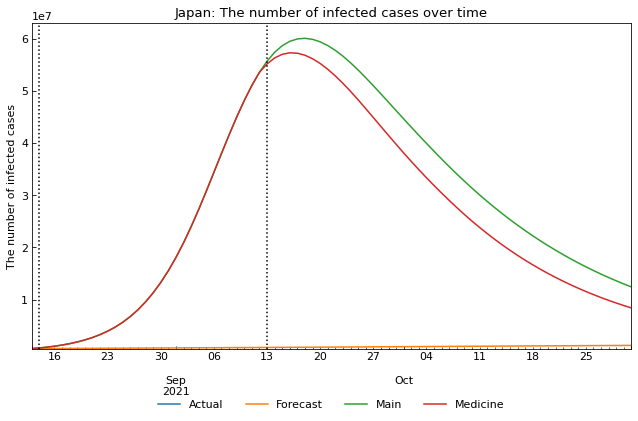 Japan: The number of infected cases over time
1e7
The number of infected cases
6
5
4
3
2
1
16 23 30 06 13 20 27 04 11 18 25
Sep Oct
2021
Actual Forecast Main Medicine